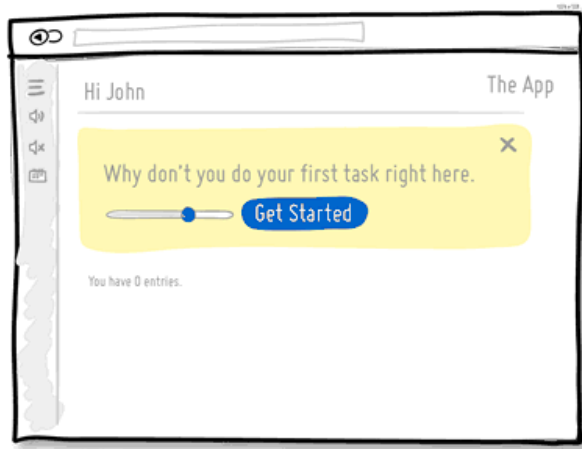 Hi John
The App
Why don't you do your first task right here.
Get Started
You have 0 entries.